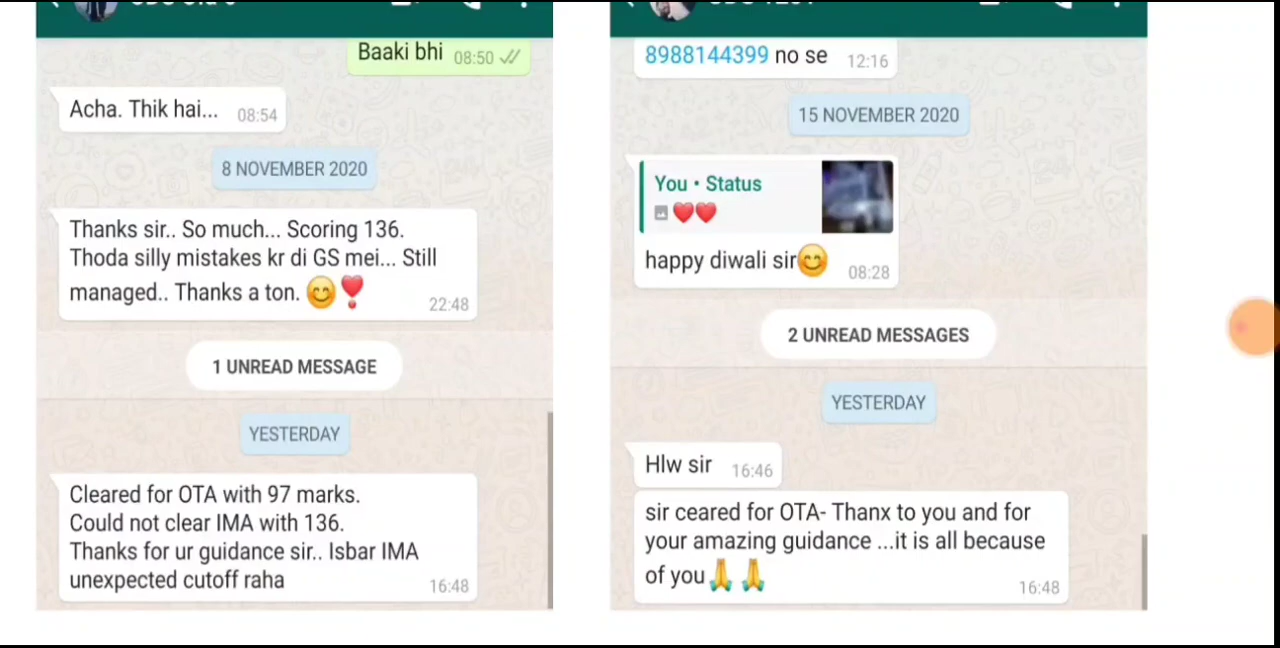 Baaki bhi 08:50
Acha. Thik hai... 08:54
8 NOVEMBER 2020
Thanks sir.. So much... Scoring 136.
Thoda silly mistakes kr di GS mei... Still
managed.. Thanks a ton. 😊❣️ 22:48
1 UNREAD MESSAGE
YESTERDAY
Cleared for OTA with 97 marks.
Could not clear IMA with 136.
Thanks for ur guidance sir.. Isbar IMA
unexpected cutoff raha 16:48
8988144399 no se 12:16
15 NOVEMBER 2020
You • Status
❤️❤️
happy diwali sir😊 08:28
2 UNREAD MESSAGES
YESTERDAY
Hlw sir 16:46
sir ceared for OTA- Thanx to you and for
your amazing guidance ...it is all because
of you🙏 🙏 16:48